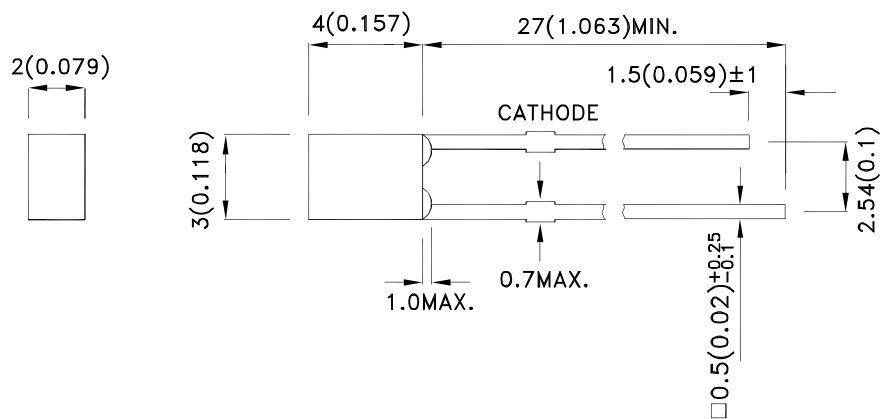 4(0.157)
27(1.063)MIN.
2(0.079)
1.5(0.059)±1
CATHODE
3(0.118)
2.54(0.1)
0.7MAX.
1.0MAX.
□0.5(0.02)+0.25 -0.1